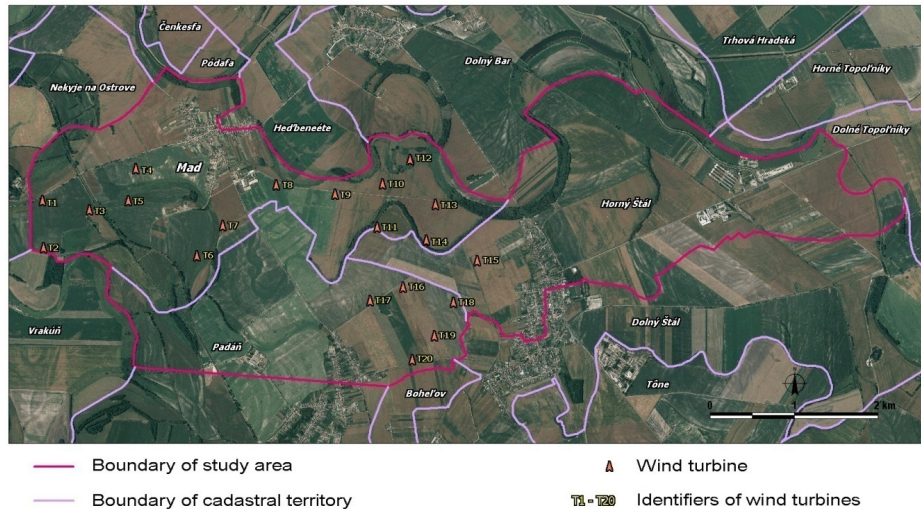 Čenkesfa
Trhová Hradská
Pódafa
Dolný Bar
Horné Topoľníky
Nekyje na Ostrove
Heďbeneéte
Dolné Topoľníky
T12
Mad
T4
T8
T10
T9
T1
T5
T3
T13
Horný Štál
T7
T11
T14
T2
T6
T15
T16
T17
T18
Vrakúň
Dolný Štál
T19
Padáň
T20
Tône
Boheľov
0 1 2 km
Boundary of study area
Wind turbine
Boundary of cadastral territory
T1 - T20 Identifiers of wind turbines